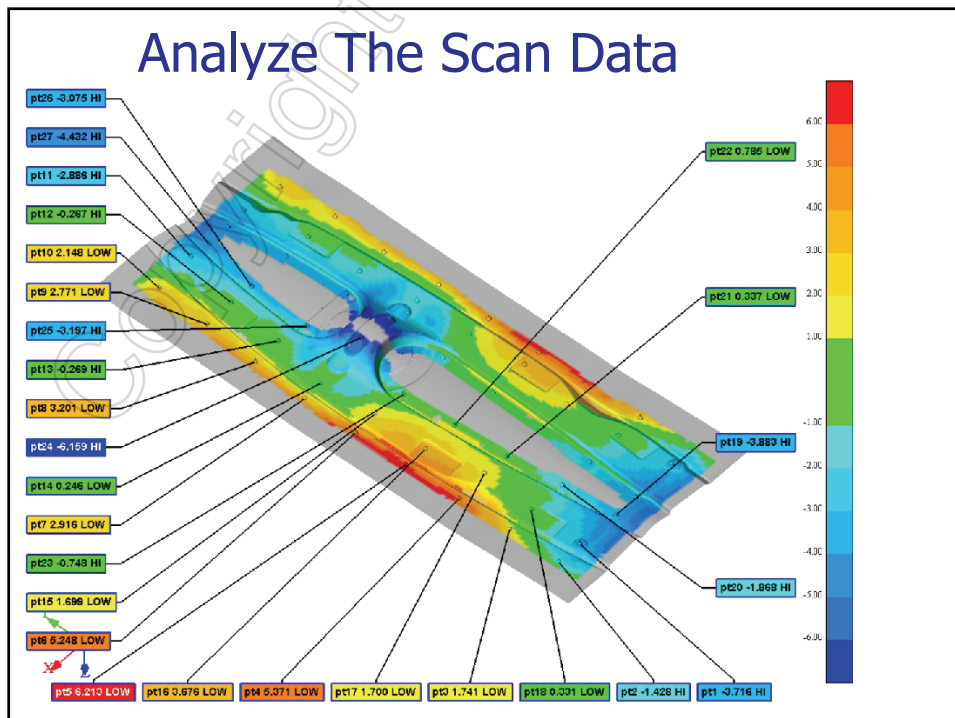 Analyze The Scan Data
Copyright
pt26 -3.075 HI
pt27 -4.432 HI
pt11 -2.886 HI
pt12 -0.267 HI
pt10 2.148 LOW
pt9 2.771 LOW
pt25 -3.197 HI
pt13 -0.269 HI
pt8 3.201 LOW
pt24 -6.159 HI
pt14 0.246 LOW
pt7 2.916 LOW
pt23 -0.748 HI
pt15 1.699 LOW
pt6 5.248 LOW
pt22 0.785 LOW
pt21 0.337 LOW
pt19 -3.883 HI
pt20 -1.868 HI
6.00
5.00
4.00
3.00
2.00
1.00
-1.00
-2.00
-3.00
-4.00
-5.00
-6.00
X
Z
pt5 6.213 LOW
pt16 3.676 LOW
pt4 5.371 LOW
pt17 1.700 LOW
pt3 1.741 LOW
pt18 0.331 LOW
pt2 -1.428 HI
pt1 -3.716 HI